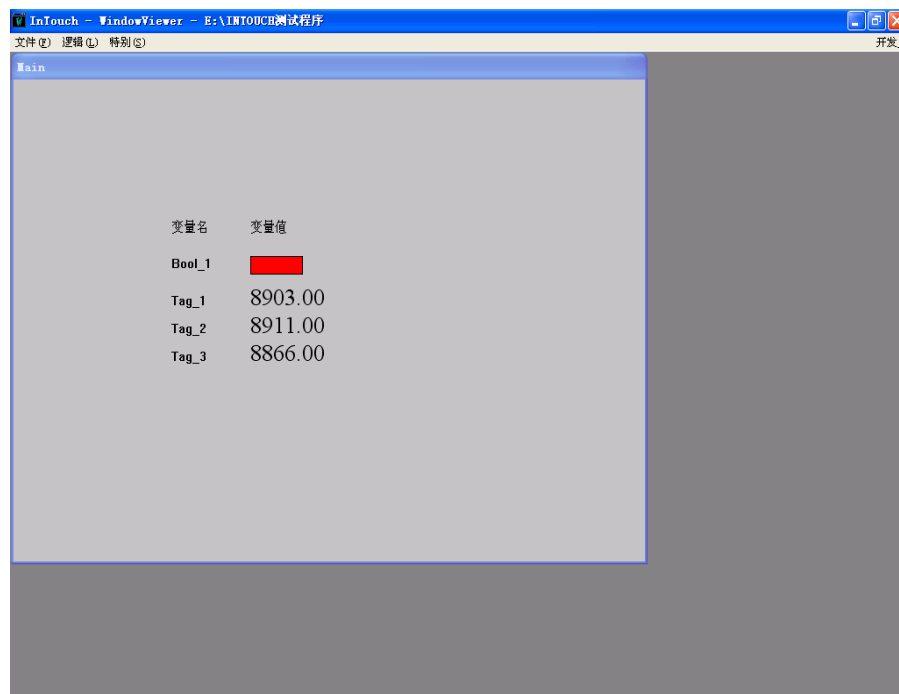 InTouch - WindowViewer - E:\INTOUCH测试程序
文件(F) 逻辑(L) 特别(S) 开发
Main
变量名 变量值
Bool_1
Tag_1 8903.00
Tag_2 8911.00
Tag_3 8866.00